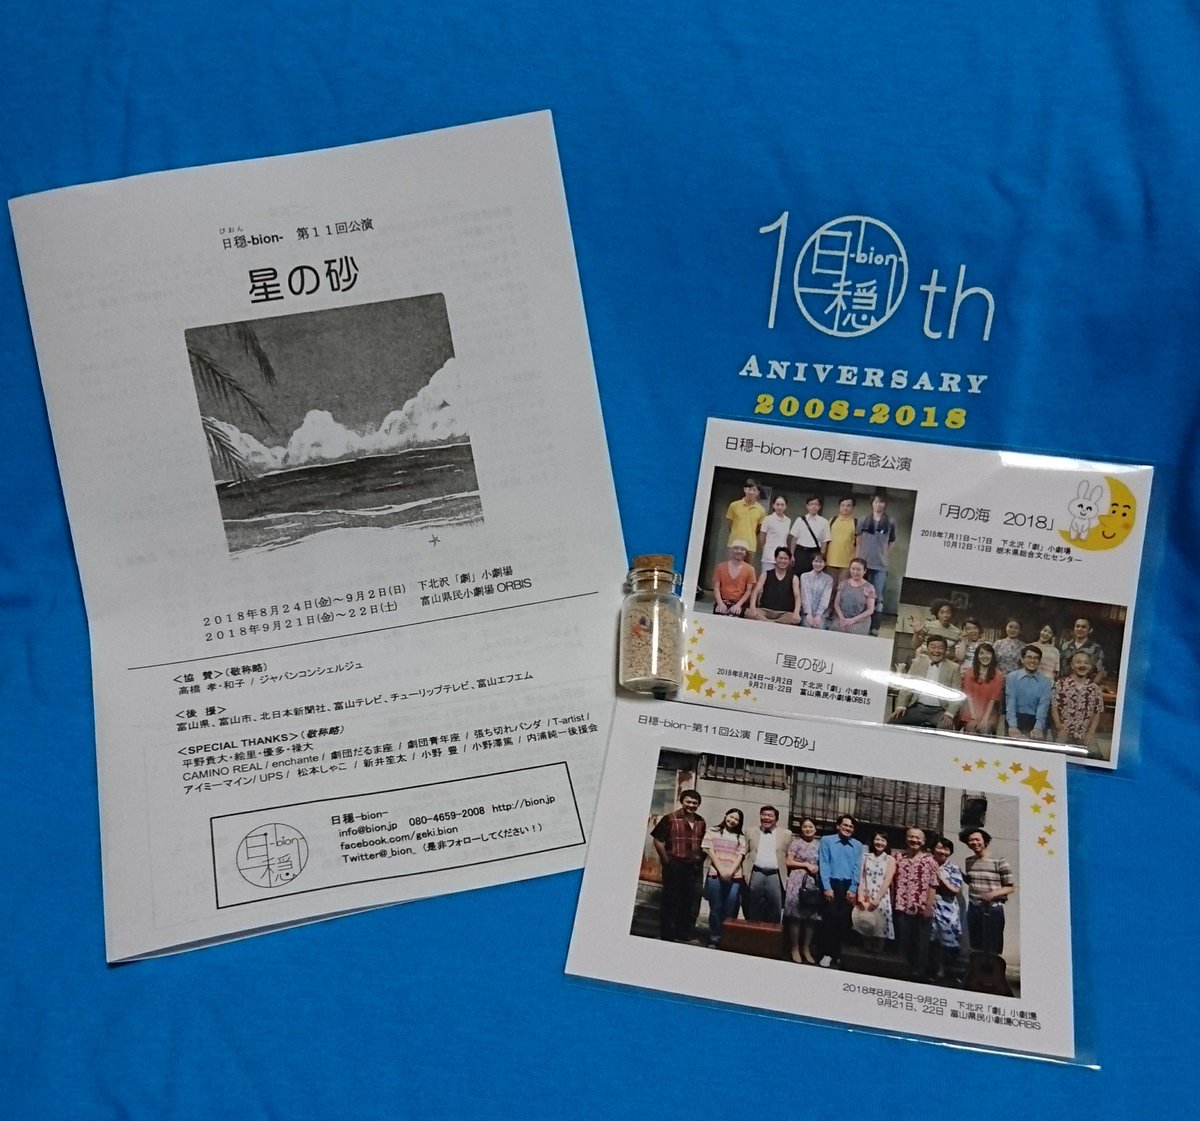 びおん
日穏-bion-　第１１回公演
星の砂
2018年8月24日(金)～9月2日(日)　下北沢「劇」小劇場
2018年9月21日(金)～22日(土)　富山県民小劇場 ORBIS
＜協　賛＞(敬称略)
高橋 孝・和子 / ジャパンコンシェルジュ
＜後　援＞
富山県、富山市、北日本新聞社、富山テレビ、チューリップテレビ、富山エフエム
＜SPECIAL THANKS＞(敬称略)
平野貴大・絵里・優多・禄大
CAMINO REAL / enchante / 劇団だるま座 / 劇団青年座 / 張ち切れパンダ / T-artist /
アイミーマイン / UPS / 松本しゃこ / 新井笙太 / 小野 豊 / 小野澤篤 / 内浦純一後援会
日穏-bion-
日穏-bion-
info@bion.jp　080-4659-2008　http://bion.jp
facebook.com/geki.bion
Twitter@_bion_　(是非フォローしてください！)
10th
日穏-bion-
ANIVERSARY
2008-2018
日穏-bion-10周年記念公演
「月の海　2018」
2018年7月11日～17日　下北沢「劇」小劇場
10月12日・13日　栃木県総合文化センター
「星の砂」
2018年8月24日～9月2日　下北沢「劇」小劇場
9月21日・22日　富山県民小劇場ORBIS
日穏-bion-第11回公演「星の砂」
2018年8月24日-9月2日　下北沢「劇」小劇場
9月21日、22日　富山県民小劇場ORBIS